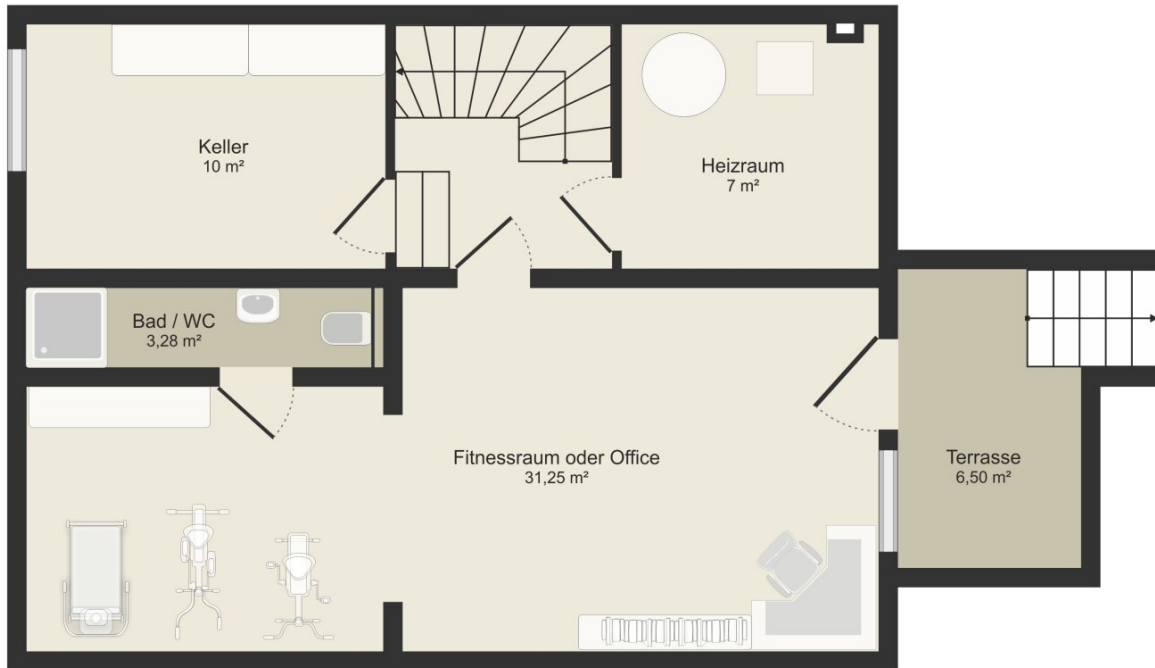 Keller
10 m²
Heizraum
7 m²
Bad / WC
3,28 m²
Fitnessraum oder Office
31,25 m²
Terrasse
6,50 m²